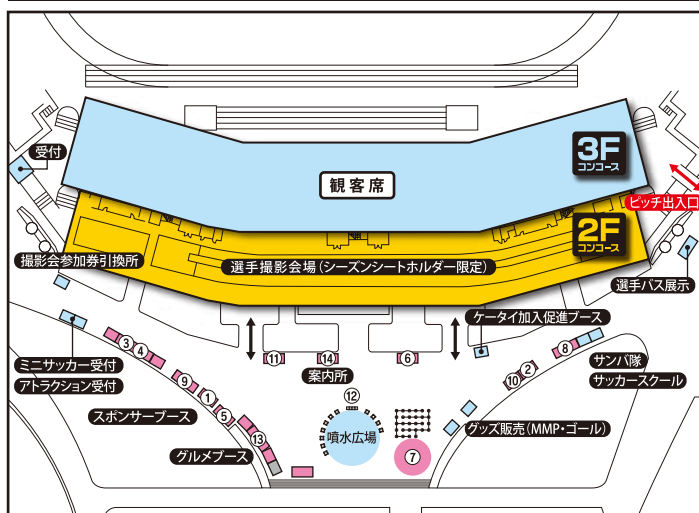 受付
3F
コンコース
観客席
ピッチ出入口
2F
コンコース
撮影会参加券引換所
選手撮影会場(シーズンシートホルダー限定)
選手バス展示
ケータイ加入促進ブース
ミニサッカー受付
アトラクション受付
③
④
⑪
⑭
⑥
⑧
サンバ隊
サッカースクール
案内所
⑨
②
⑩
①
⑫
スポンサーブース
⑤
グッズ販売(MMP・ゴール)
噴水広場
⑬
グルメブース
⑦